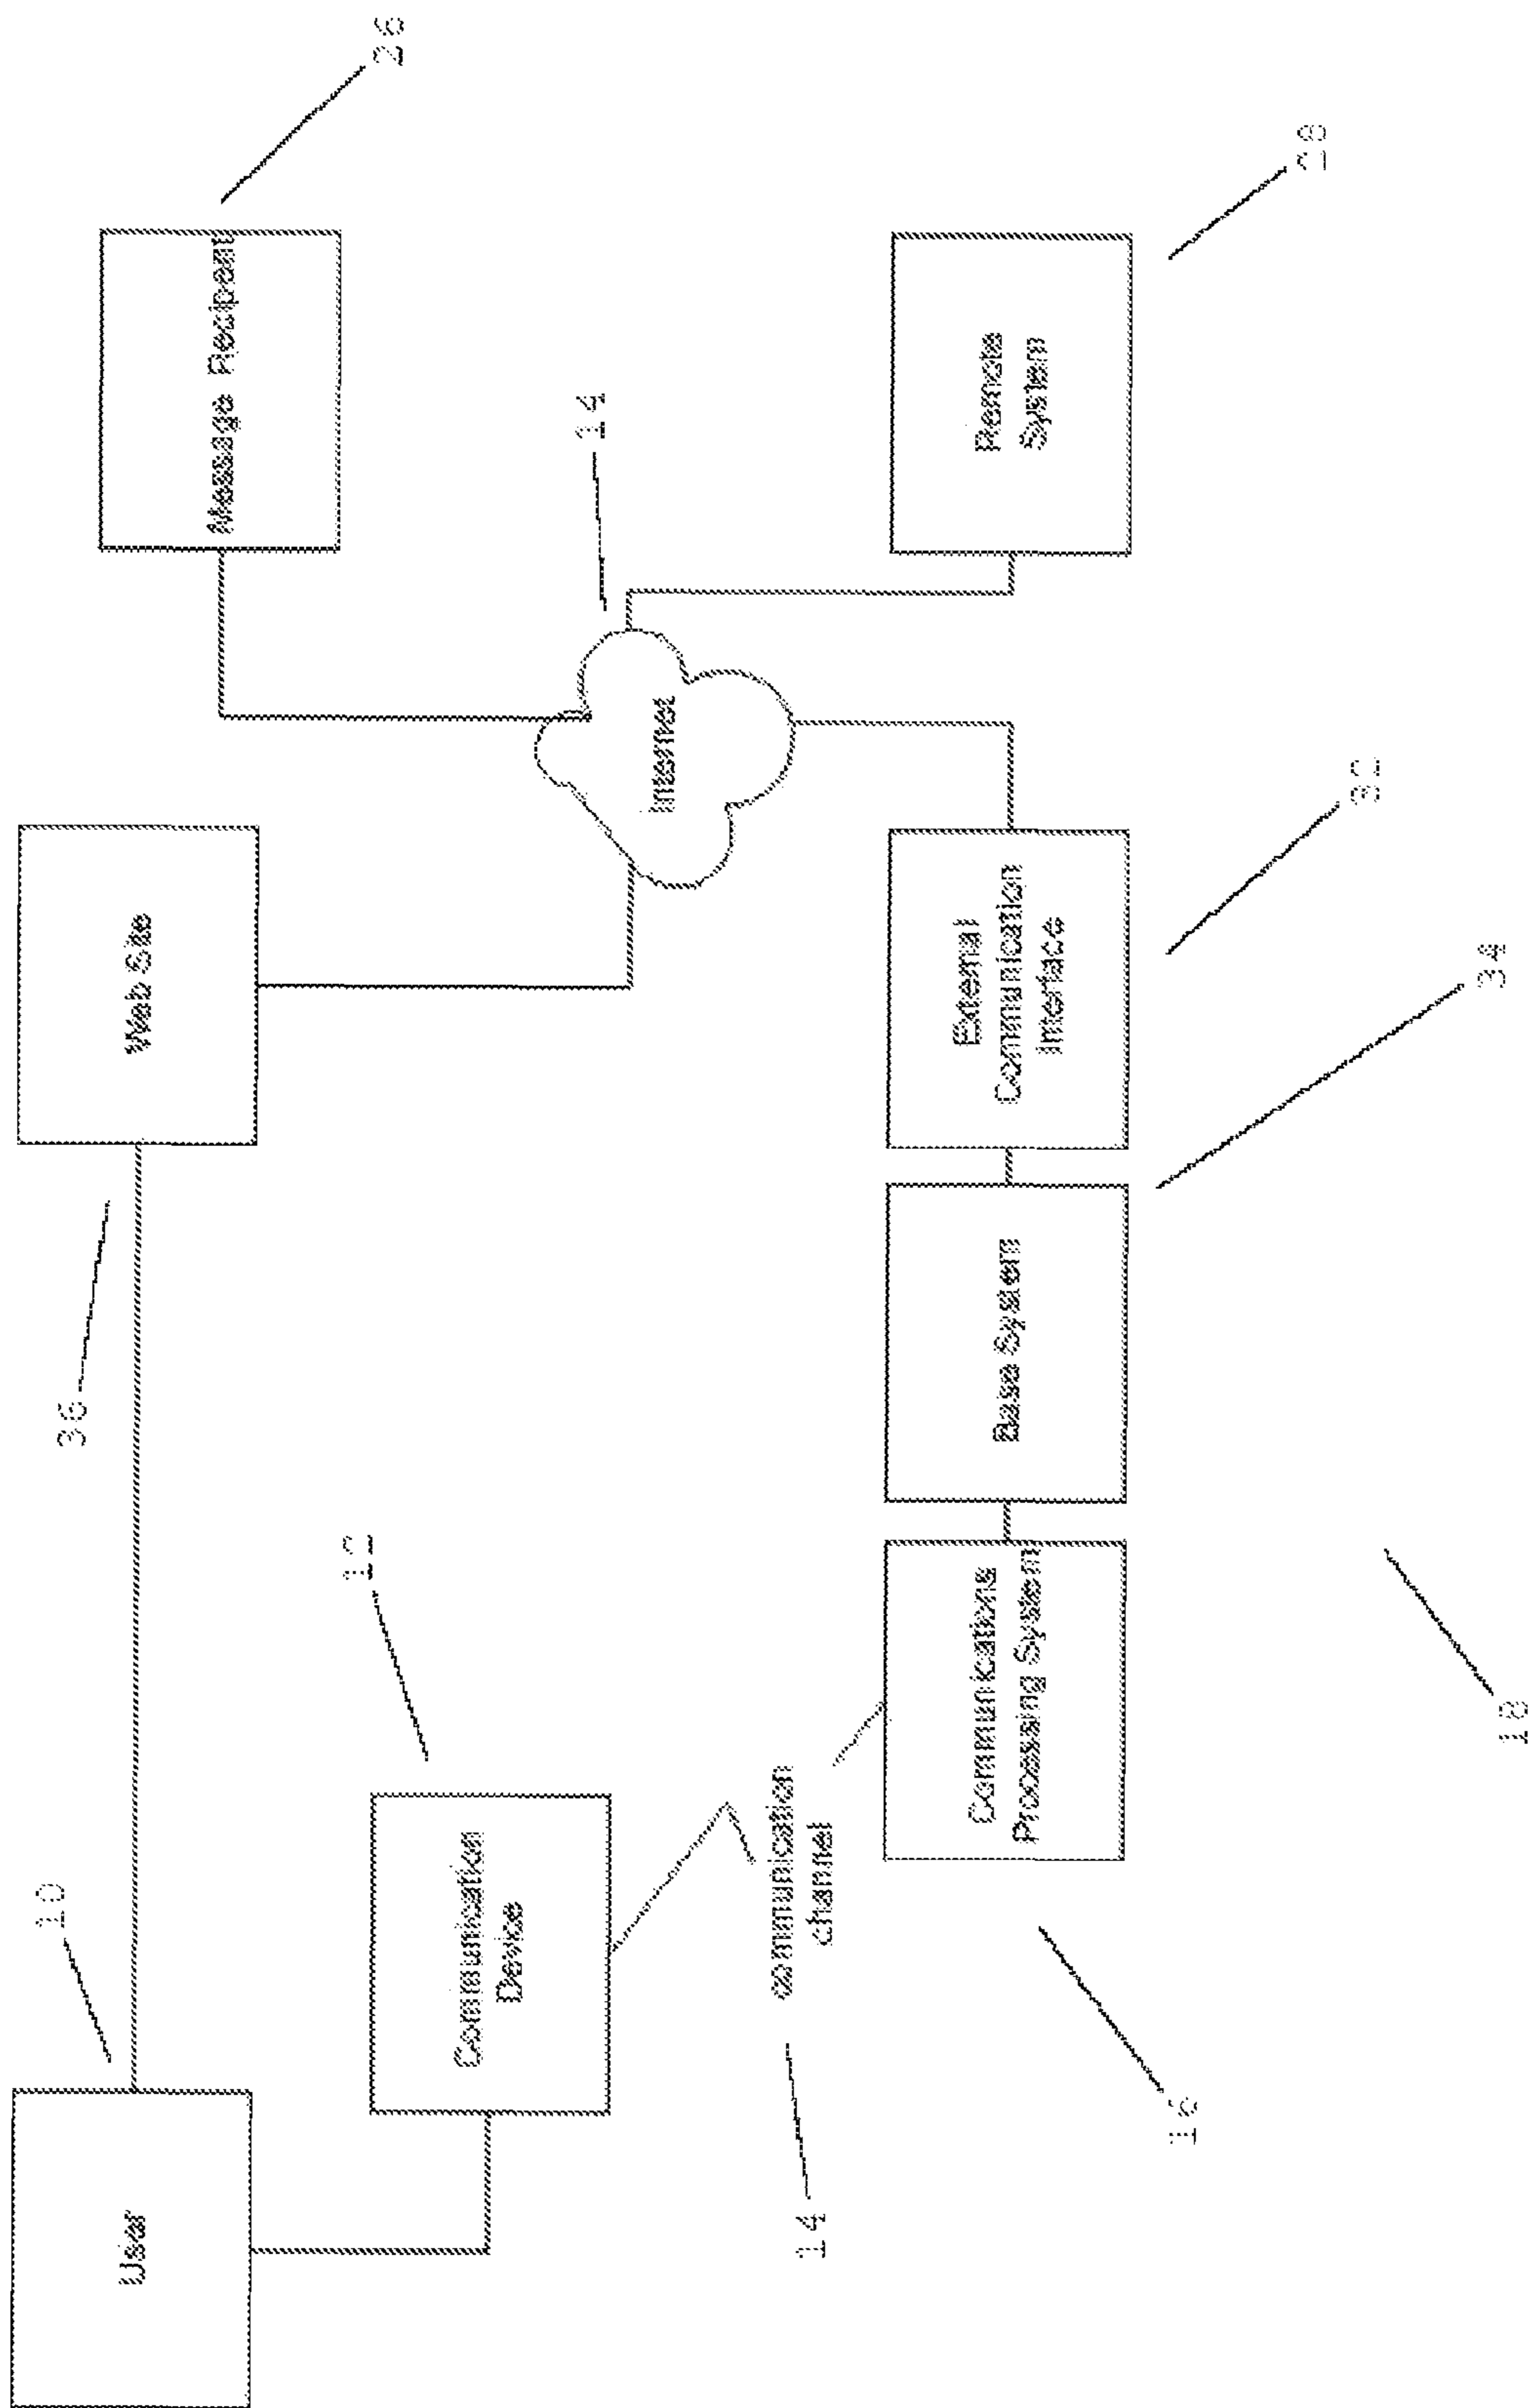 10
36
User
Web Site
Message Recipient
12
26
Communication
Device
14
Internet
communication
channel
14
Communications
Processing System
Base System
External
Communication
Interface
Remote
System
16
28
32
34
18